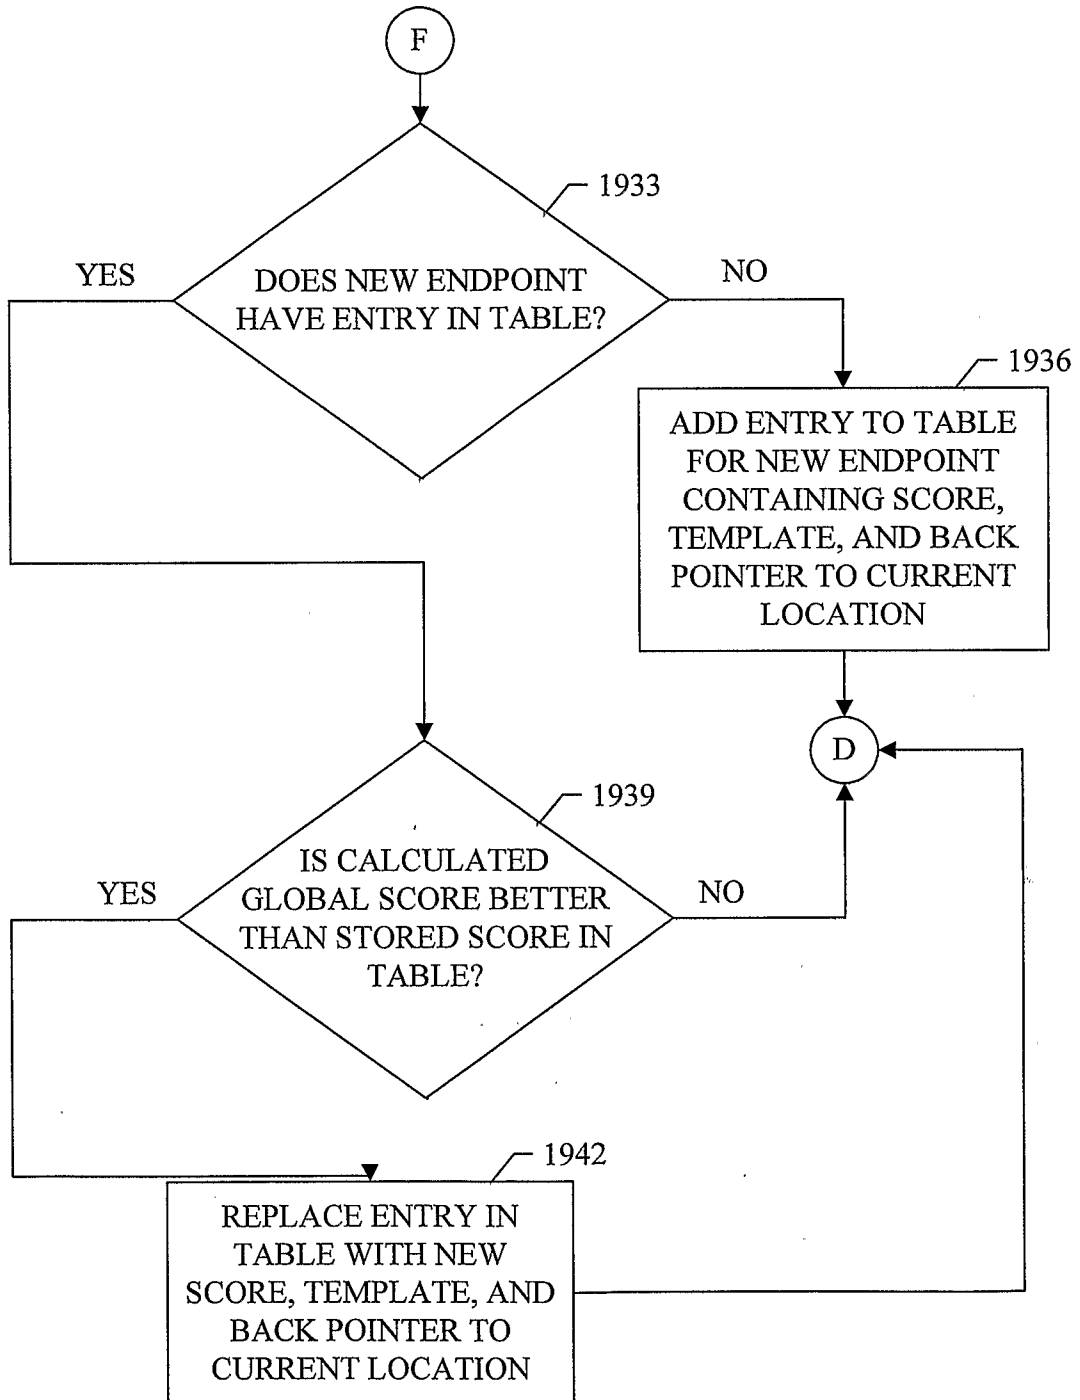 F
1933
YES
NO
DOES NEW ENDPOINT
HAVE ENTRY IN TABLE?
1936
ADD ENTRY TO TABLE
FOR NEW ENDPOINT
CONTAINING SCORE,
TEMPLATE, AND BACK
POINTER TO CURRENT
LOCATION
D
1939
IS CALCULATED
GLOBAL SCORE BETTER
THAN STORED SCORE IN
TABLE?
YES
NO
1942
REPLACE ENTRY IN
TABLE WITH NEW
SCORE, TEMPLATE, AND
BACK POINTER TO
CURRENT LOCATION